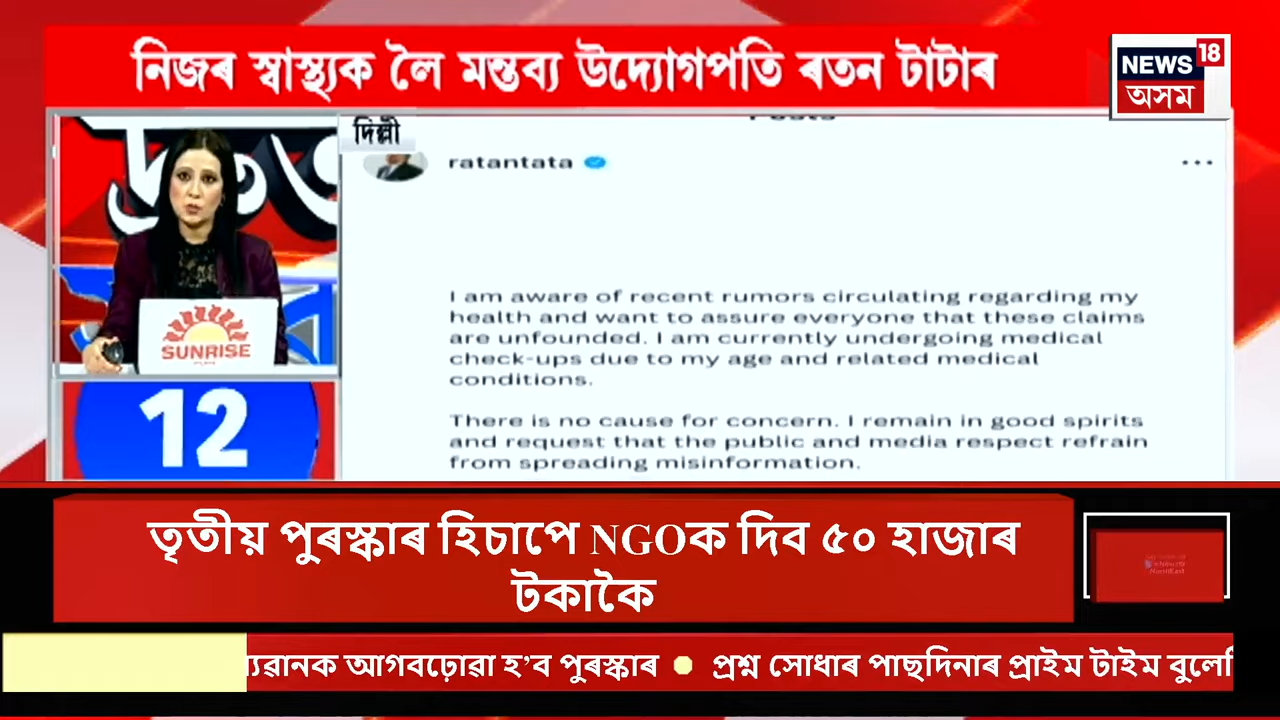 নিজৰ স্বাস্থ্যক লৈ মন্তব্য উদ্যোগপতি ৰতন টাটাৰ
NEWS 18
অসম
দিল্লী
Posts
ratantata
I am aware of recent rumors circulating regarding my
health and want to assure everyone that these claims
are unfounded. I am currently undergoing medical
check-ups due to my age and related medical
conditions.
There is no cause for concern. I remain in good spirits
and request that the public and media respect refrain
from spreading misinformation.
SUNRISE
12
তৃতীয় পুৰস্কাৰ হিচাপে NGOক দিব ৫০ হাজাৰ
টকাকৈ
আগবঢ়োৱা হ’ব পুৰস্কাৰ ● প্ৰশ্ন সোধাৰ পাছদিনাৰ প্ৰাইম টাইম